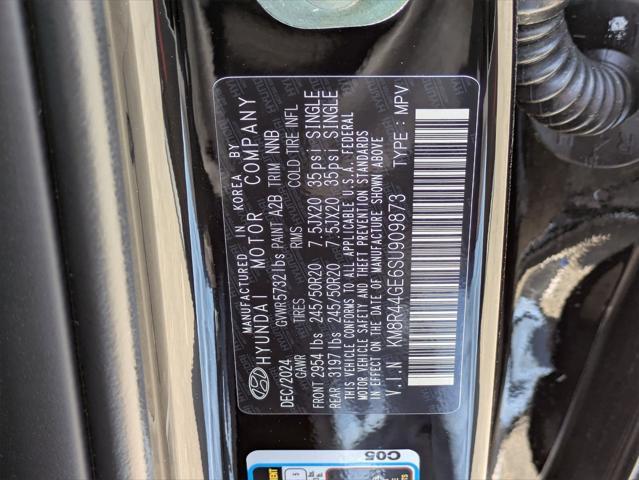 MANUFACTURED IN KOREA BY
HYUNDAI MOTOR COMPANY
DEC/2024 GVWR5732lbs PAINT A2B TRIM NNB
GAWR TIRES RIMS COLD TIRE INFL
FRONT 2954 lbs 245/50R20 7.5JX20 35psi SINGLE
REAR 3197 lbs 245/50R20 7.5JX20 35psi SINGLE
THIS VEHICLE CONFORMS TO ALL APPLICABLE U.S.A. FEDERAL
MOTOR VEHICLE SAFETY AND THEFT PREVENTION STANDARDS
IN EFFECT ON THE DATE OF MANUFACTURE SHOWN ABOVE
V.I.N KM8R44GE6SU909873 TYPE : MPV
C05